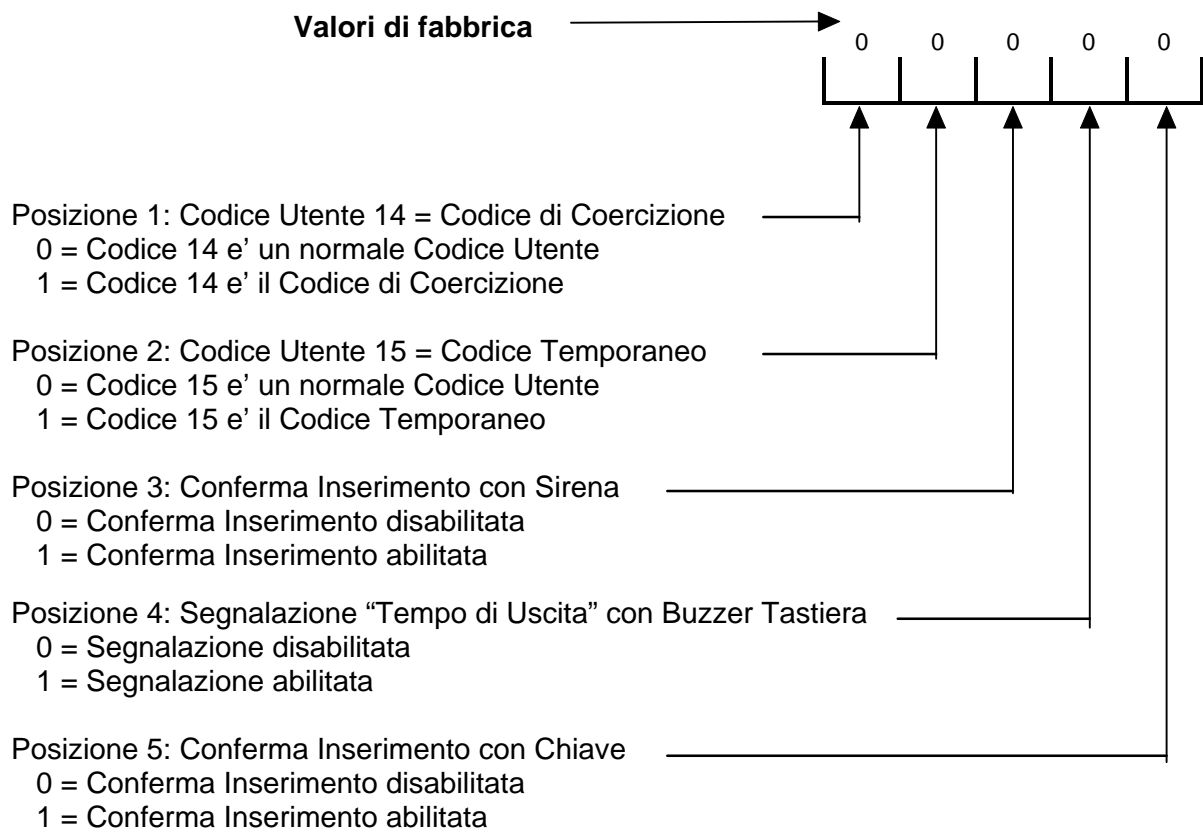 Valori di fabbrica
0 0 0 0 0
Posizione 1: Codice Utente 14 = Codice di Coercizione
0 = Codice 14 e’ un normale Codice Utente
1 = Codice 14 e’ il Codice di Coercizione
Posizione 2: Codice Utente 15 = Codice Temporaneo
0 = Codice 15 e’ un normale Codice Utente
1 = Codice 15 e’ il Codice Temporaneo
Posizione 3: Conferma Inserimento con Sirena
0 = Conferma Inserimento disabilitata
1 = Conferma Inserimento abilitata
Posizione 4: Segnalazione “Tempo di Uscita” con Buzzer Tastiera
0 = Segnalazione disabilitata
1 = Segnalazione abilitata
Posizione 5: Conferma Inserimento con Chiave
0 = Conferma Inserimento disabilitata
1 = Conferma Inserimento abilitata